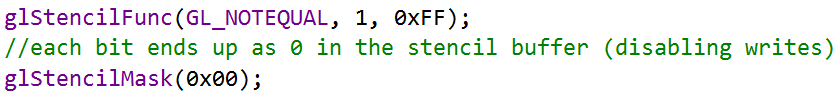 glStencilFunc(GL_NOTEQUAL, 1, 0xFF);
//each bit ends up as 0 in the stencil buffer (disabling writes)
glStencilMask(0x00);